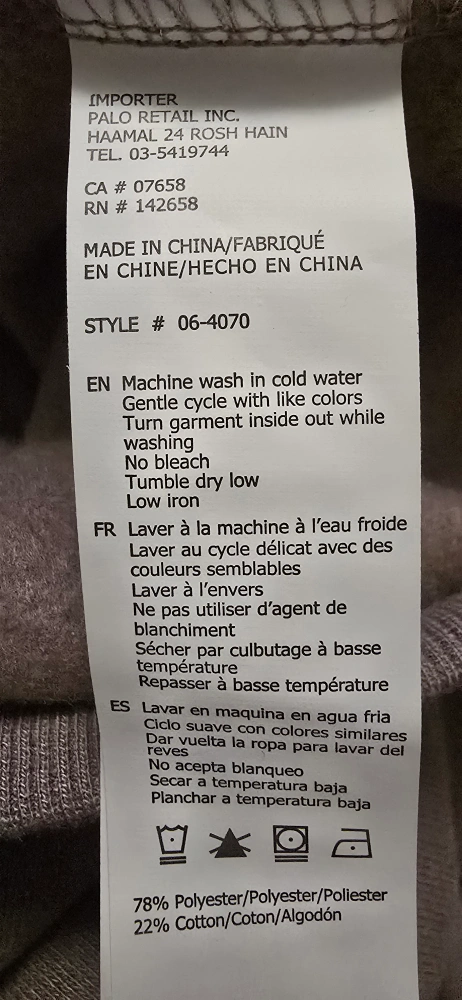 IMPORTER
PALO RETAIL INC.
HAAMAL 24 ROSH HAIN
TEL. 03-5419744
CA # 07658
RN # 142658
MADE IN CHINA/FABRIQUÉ
EN CHINE/HECHO EN CHINA
STYLE # 06-4070
EN Machine wash in cold water
Gentle cycle with like colors
Turn garment inside out while
washing
No bleach
Tumble dry low
Low iron
FR Laver à la machine à l'eau froide
Laver au cycle délicat avec des
couleurs semblables
Laver à l'envers
Ne pas utiliser d'agent de
blanchiment
Sécher par culbutage à basse
température
Repasser à basse température
ES Lavar en maquina en agua fria
Ciclo suave con colores similares
Dar vuelta la ropa para lavar del
reves
No acepta blanqueo
Secar a temperatura baja
Planchar a temperatura baja
78% Polyester/Polyester/Poliester
22% Cotton/Coton/Algodón